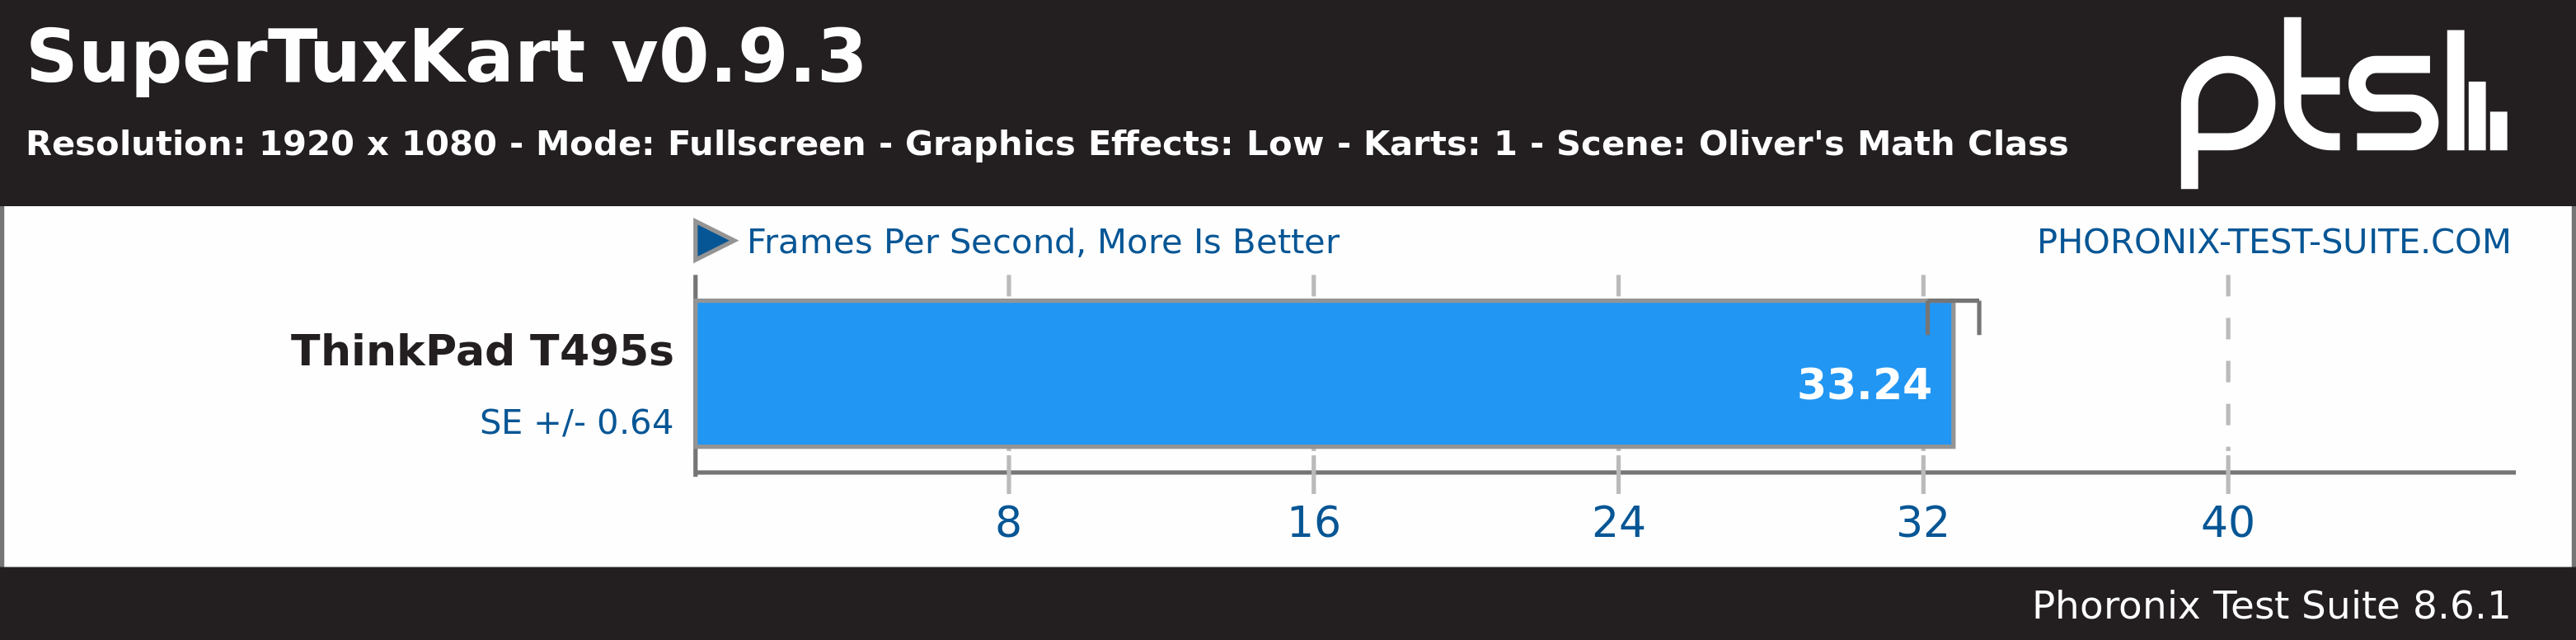 SuperTuxKart v0.9.3
Resolution: 1920 x 1080 - Mode: Fullscreen - Graphics Effects: Low - Karts: 1 - Scene: Oliver's Math Class
ptsl
Frames Per Second, More Is Better
PHORONIX-TEST-SUITE.COM
ThinkPad T495s
33.24
SE +/- 0.64
8 16 24 32 40
Phoronix Test Suite 8.6.1